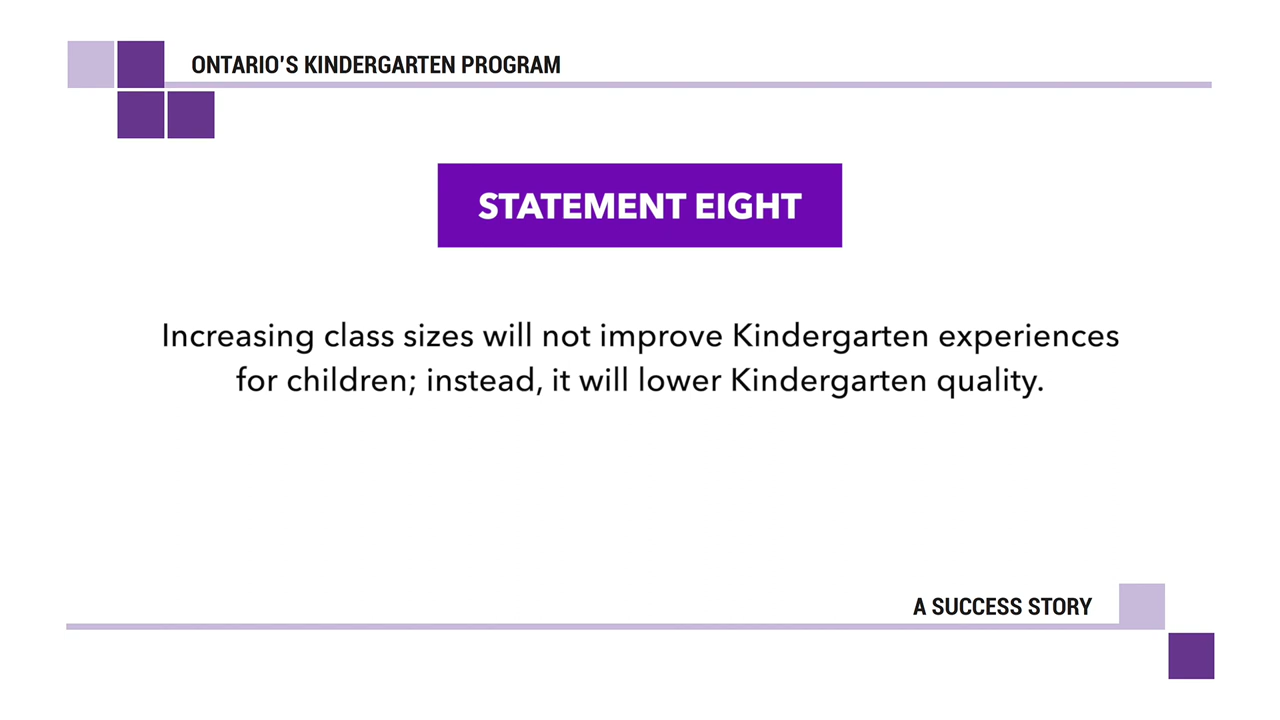 ONTARIO'S KINDERGARTEN PROGRAM
STATEMENT EIGHT
Increasing class sizes will not improve Kindergarten experiences
for children; instead, it will lower Kindergarten quality.
A SUCCESS STORY